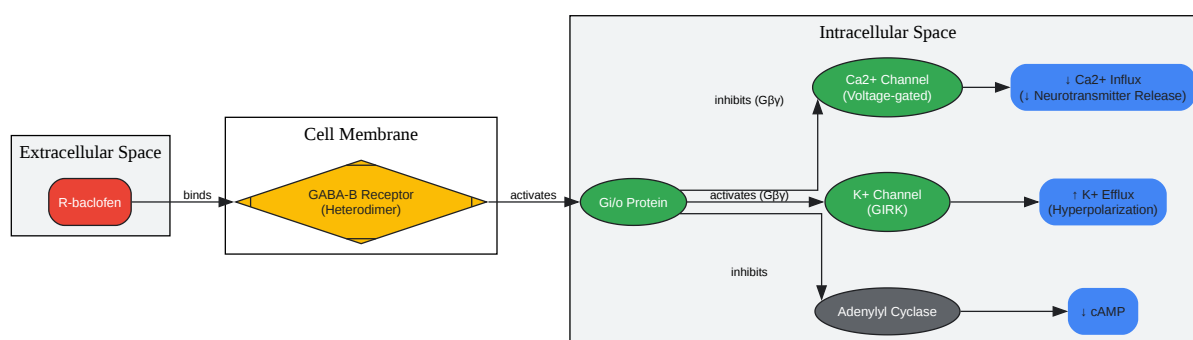 Extracellular Space
R-baclofen
binds
Cell Membrane
GABA-B Receptor
(Heterodimer)
activates
Intracellular Space
Gi/o Protein
inhibits (Gβγ)
Ca2+ Channel
(Voltage-gated)
↓ Ca2+ Influx
(↓ Neurotransmitter Release)
activates (Gβγ)
K+ Channel
(GIRK)
↑ K+ Efflux
(Hyperpolarization)
inhibits
Adenylyl Cyclase
↓ cAMP